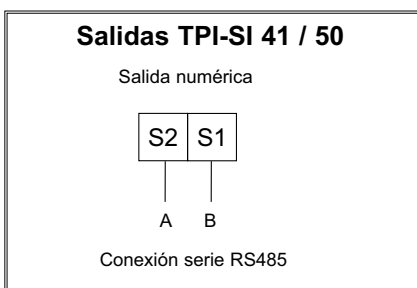 Salidas TPI-SI 41 / 50
Salida numérica
S2 S1
A B
Conexión serie RS485